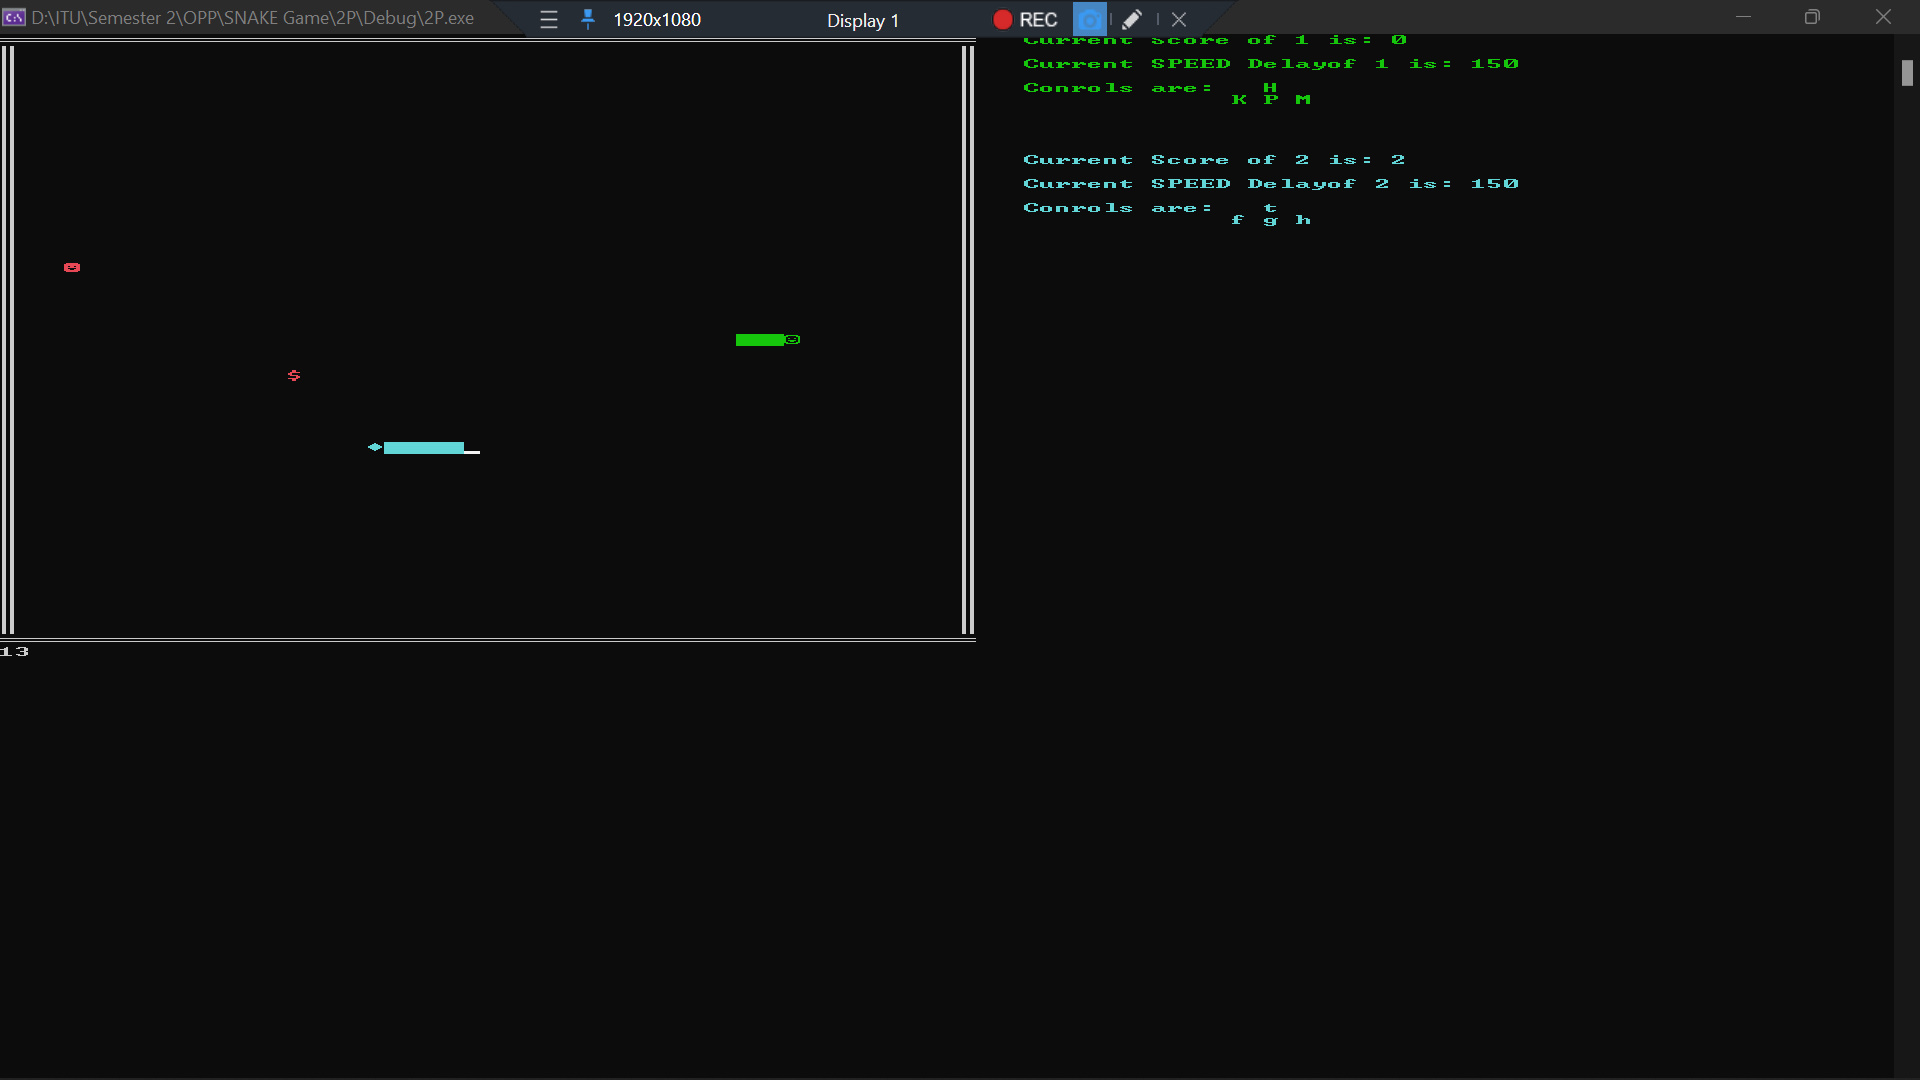 D:\ITU\Semester 2\OPP\SNAKE Game\2P\Debug\2P.exe
1920x1080 Display 1 REC
Current Score of 1 is: 0
Current SPEED Delayof 1 is: 150
Conrols are: H
K P M
Current Score of 2 is: 2
Current SPEED Delayof 2 is: 150
Conrols are: t
f g h
$
13